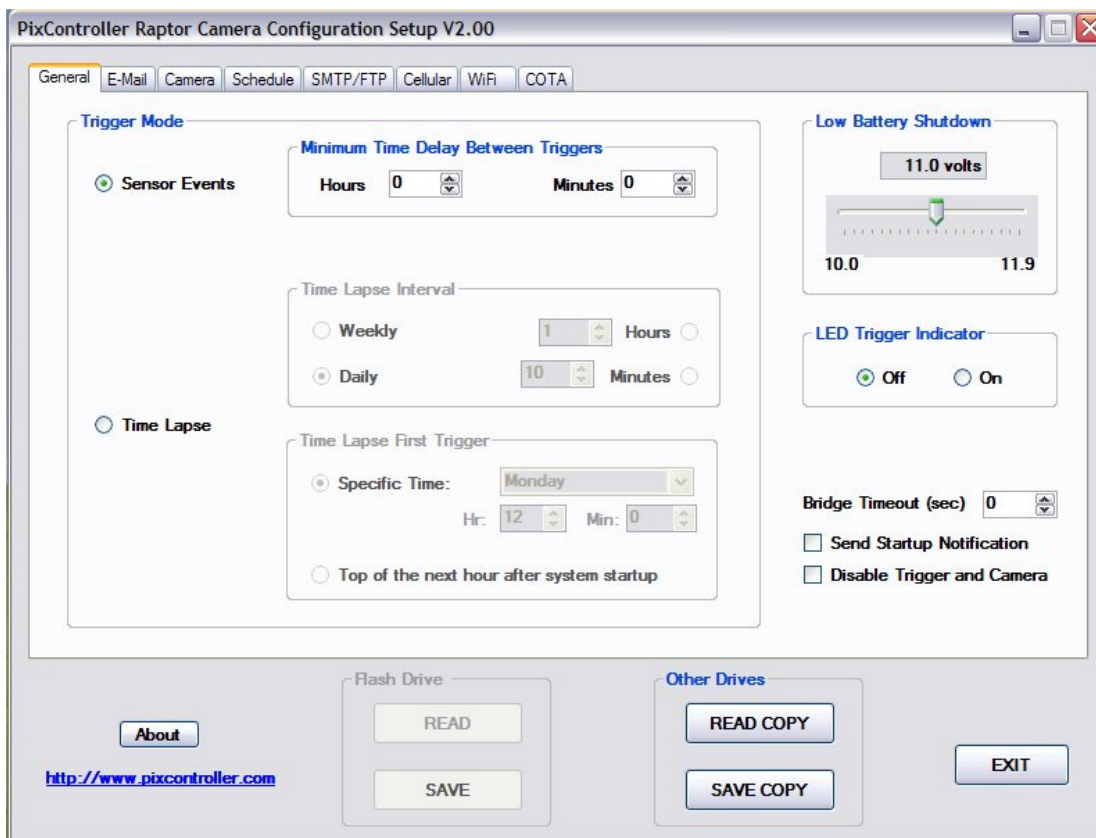 PixController Raptor Camera Configuration Setup V2.00
General E-Mail Camera Schedule SMTP/FTP Cellular WiFi COTA
Trigger Mode
Sensor Events
Minimum Time Delay Between Triggers
Hours 0 Minutes 0
Time Lapse Interval
Weekly 1 Hours
Daily 10 Minutes
Time Lapse
Time Lapse First Trigger
Specific Time: Monday
Hr: 12 Min: 0
Top of the next hour after system startup
Low Battery Shutdown
11.0 volts
10.0 11.9
LED Trigger Indicator
Off On
Bridge Timeout (sec) 0
Send Startup Notification
Disable Trigger and Camera
About
http://www.pixcontroller.com
Flash Drive
READ
SAVE
Other Drives
READ COPY
SAVE COPY
EXIT